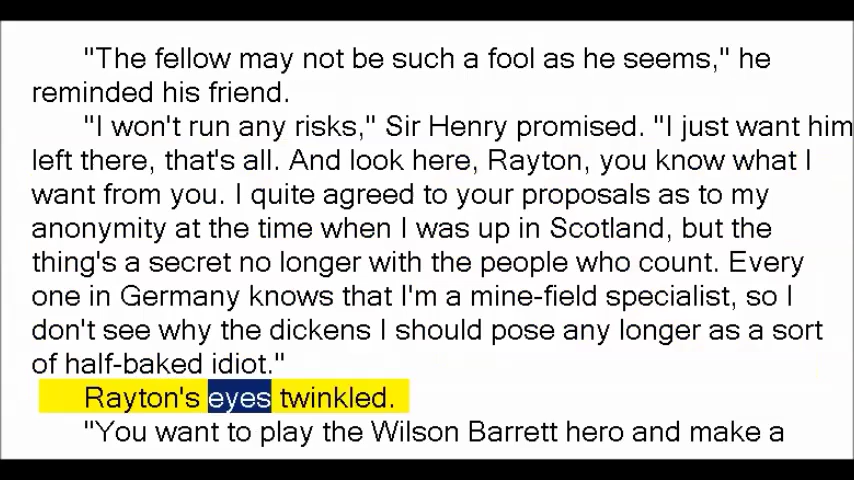 "The fellow may not be such a fool as he seems," he
reminded his friend.
"I won't run any risks," Sir Henry promised. "I just want him
left there, that's all. And look here, Rayton, you know what I
want from you. I quite agreed to your proposals as to my
anonymity at the time when I was up in Scotland, but the
thing's a secret no longer with the people who count. Every
one in Germany knows that I'm a mine-field specialist, so I
don't see why the dickens I should pose any longer as a sort
of half-baked idiot."
Rayton's eyes twinkled.
"You want to play the Wilson Barrett hero and make a